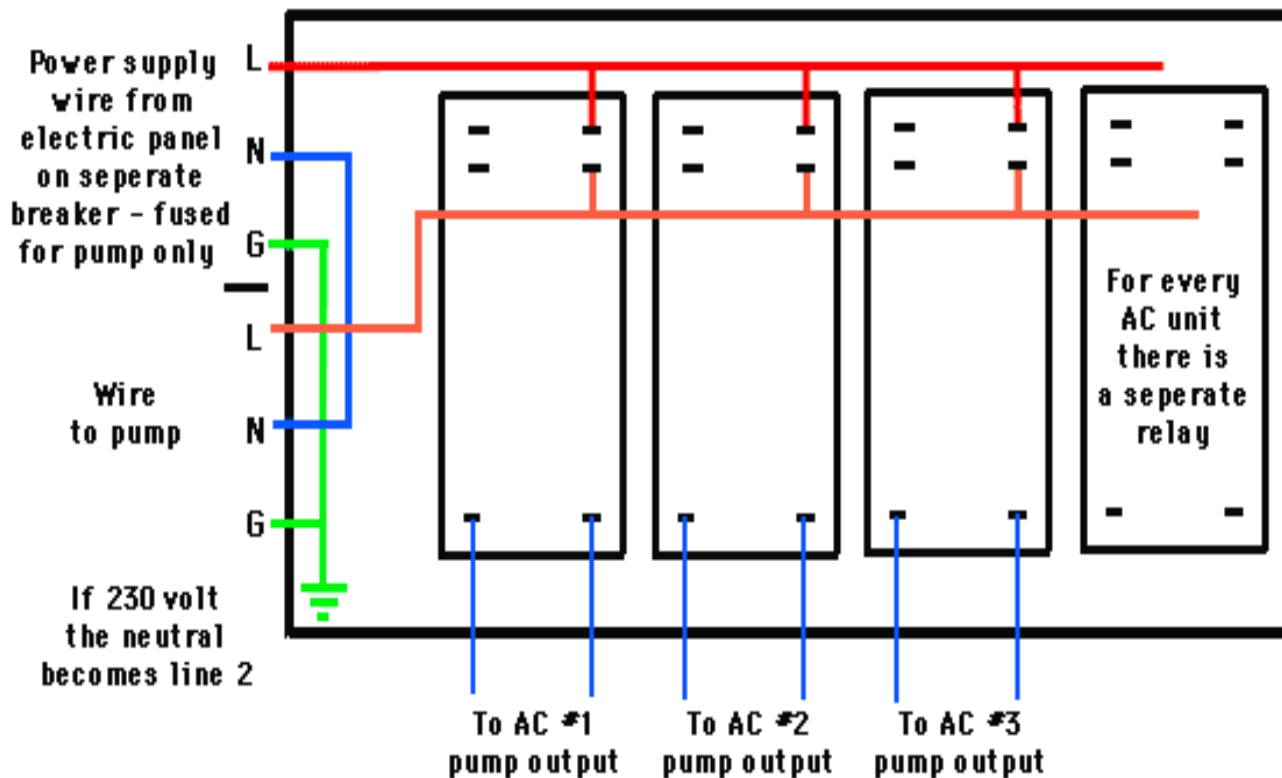 Power supply
wire from
electric panel
on seperate
breaker - fused
for pump only
L
N
G
L
N
G
Wire
to pump
If 230 volt
the neutral
becomes line 2
For every
AC unit
there is
a seperate
relay
To AC #1
pump output
To AC #2
pump output
To AC #3
pump output